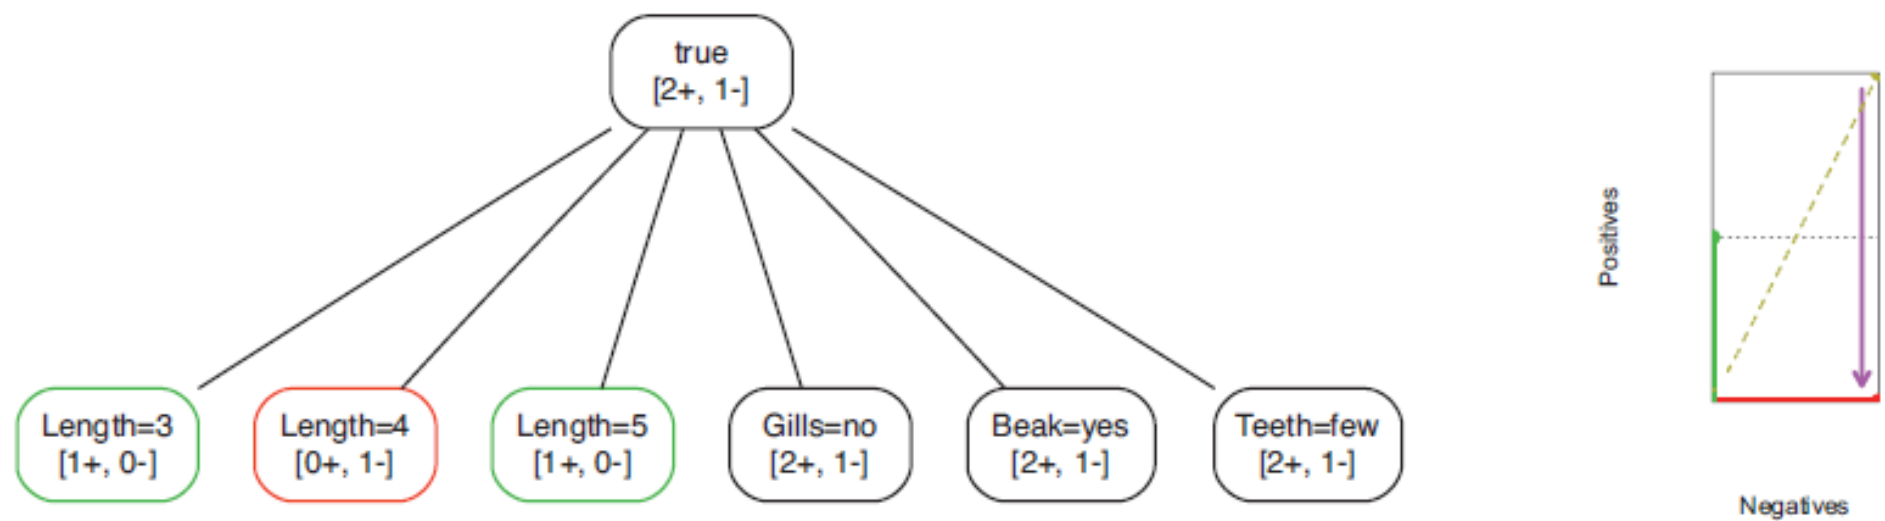 true
[2+, 1-]
Length=3
[1+, 0-]
Length=4
[0+, 1-]
Length=5
[1+, 0-]
Gills=no
[2+, 1-]
Beak=yes
[2+, 1-]
Teeth=few
[2+, 1-]
Positives
Negatives